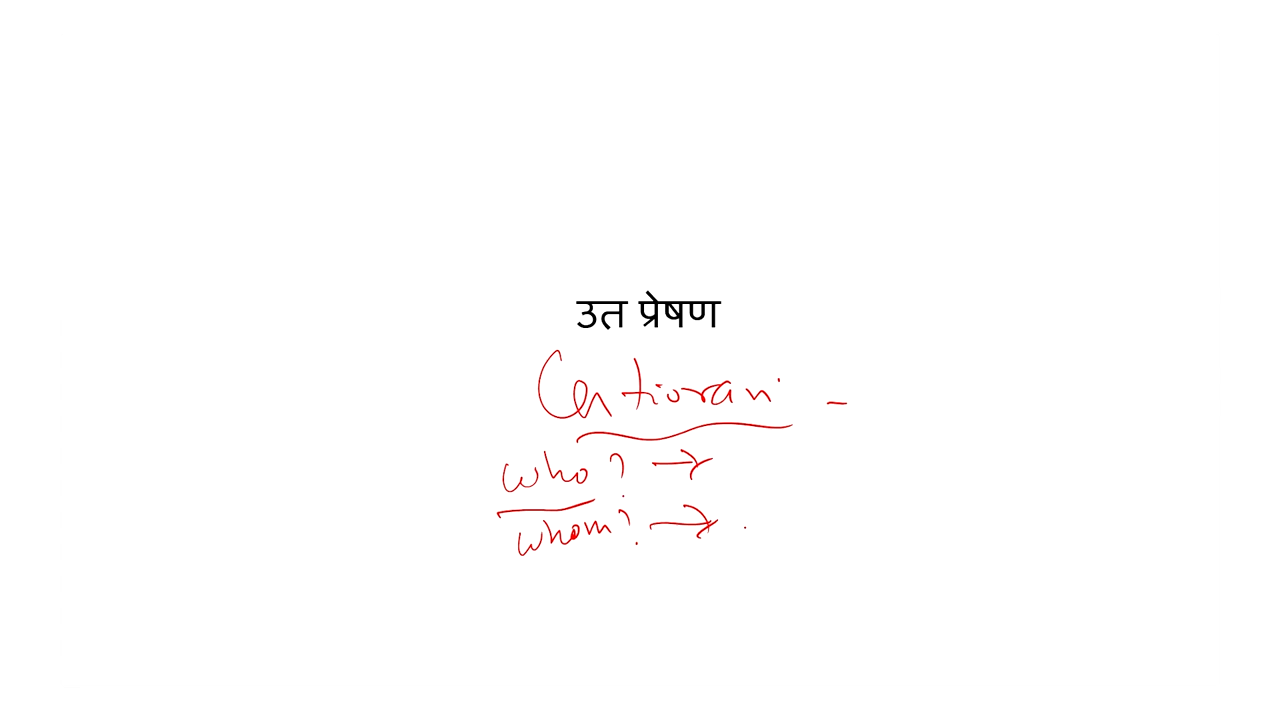 उत प्रेषण
Certiorari -
who? →
whom? → .